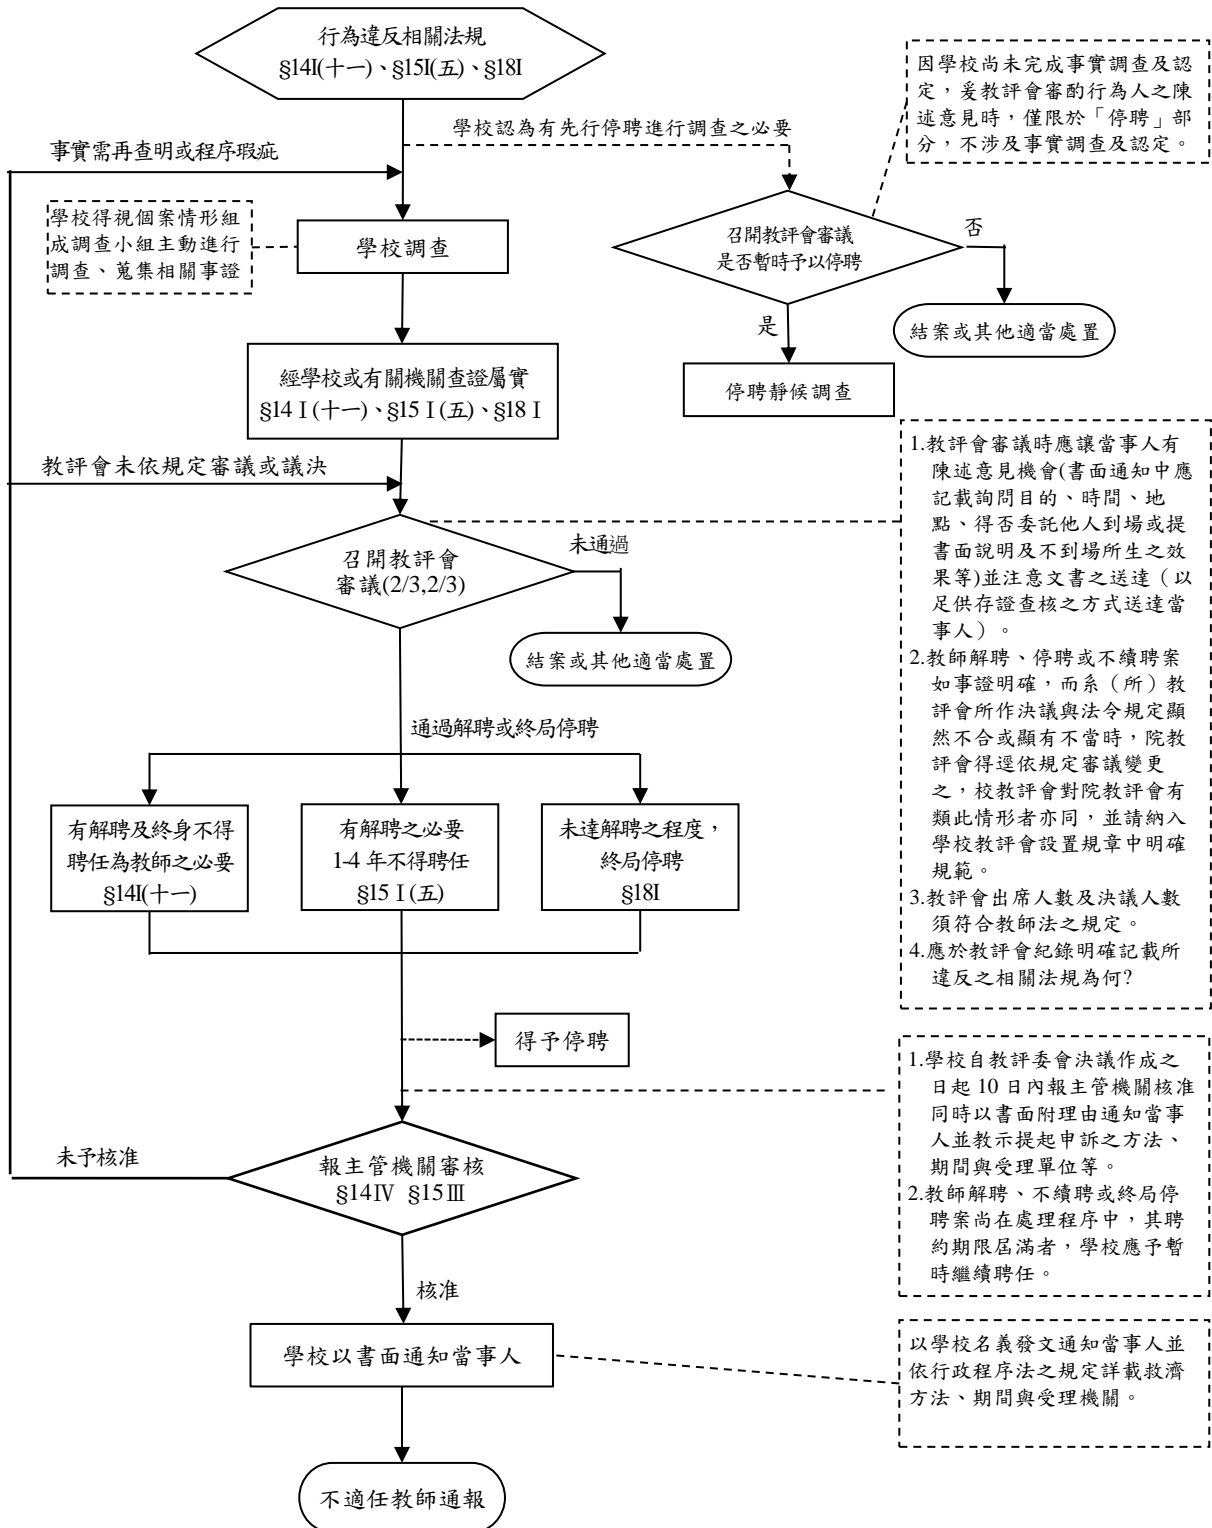 行為違反相關法規
§14I(十一)、§15I(五)、§18I
因學校尚未完成事實調查及認
定，爰教評會審酌行為人之陳
述意見時，僅限於「停聘」部
分，不涉及事實調查及認定。
學校認為有先行停聘進行調查之必要
事實需再查明或程序瑕疵
學校得視個案情形組
成調查小組主動進行
調查、蒐集相關事證
學校調查
召開教評會審議
是否暫時予以停聘
否
是
結案或其他適當處置
停聘靜候調查
經學校或有關機關查證屬實
§14 I (十一)、§15 I (五)、§18 I
教評會未依規定審議或議決
召開教評會
審議(2/3,2/3)
未通過
結案或其他適當處置
1.教評會審議時應讓當事人有
陳述意見機會(書面通知中應
記載詢問目的、時間、地
點、得否委託他人到場或提
書面說明及不到場所生之效
果等)並注意文書之送達（以
足供存證查核之方式送達當
事人）。
2.教師解聘、停聘或不續聘案
如事證明確，而系（所）教
評會所作決議與法令規定顯
然不合或顯有不當時，院教
評會得逕依規定審議變更
之，校教評會對院教評會有
類此情形者亦同，並請納入
學校教評會設置規章中明確
規範。
3.教評會出席人數及決議人數
須符合教師法之規定。
4.應於教評會紀錄明確記載所
違反之相關法規為何?
通過解聘或終局停聘
有解聘及終身不得
聘任為教師之必要
§14I(十一)
有解聘之必要
1-4 年不得聘任
§15 I (五)
未達解聘之程度，
終局停聘
§18I
得予停聘
1.學校自教評委會決議作成之
日起 10 日內報主管機關核准
同時以書面附理由通知當事
人並教示提起申訴之方法、
期間與受理單位等。
2.教師解聘、不續聘或終局停
聘案尚在處理程序中，其聘
約期限屆滿者，學校應予暫
時繼續聘任。
未予核准
報主管機關審核
§14Ⅳ §15Ⅲ
核准
學校以書面通知當事人
以學校名義發文通知當事人並
依行政程序法之規定詳載救濟
方法、期間與受理機關。
不適任教師通報